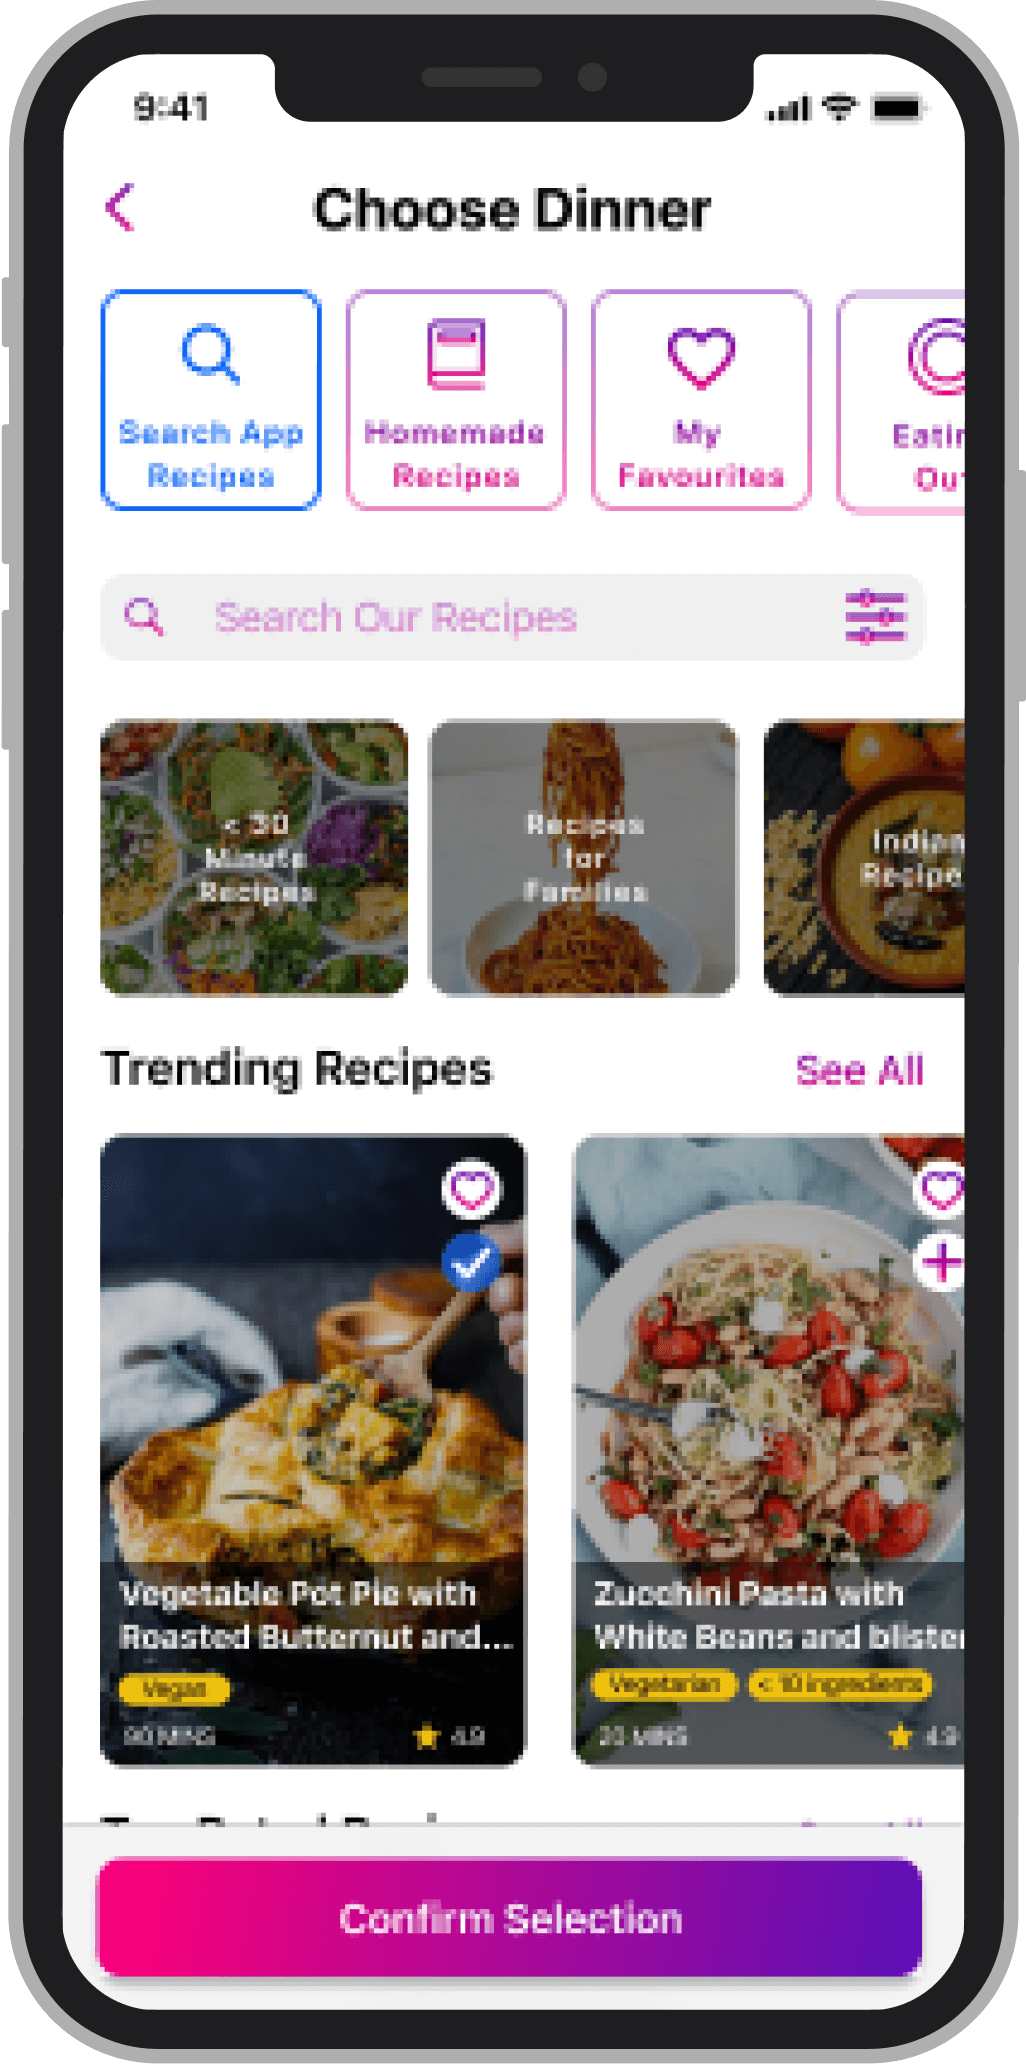 9:41
Choose Dinner
Search App
Recipes
Homemade
Recipes
My
Favourites
Eatin
Ou
Search Our Recipes
< 30
Minute
Recipes
Recipes
for
Families
Indian
Recipe
Trending Recipes
See All
Vegetable Pot Pie with
Roasted Butternut and...
Vegan
90 MINS
4.9
Zucchini Pasta with
White Beans and blister
Vegetarian
< 10 ingredients
20 MINS
4.9
Confirm Selection